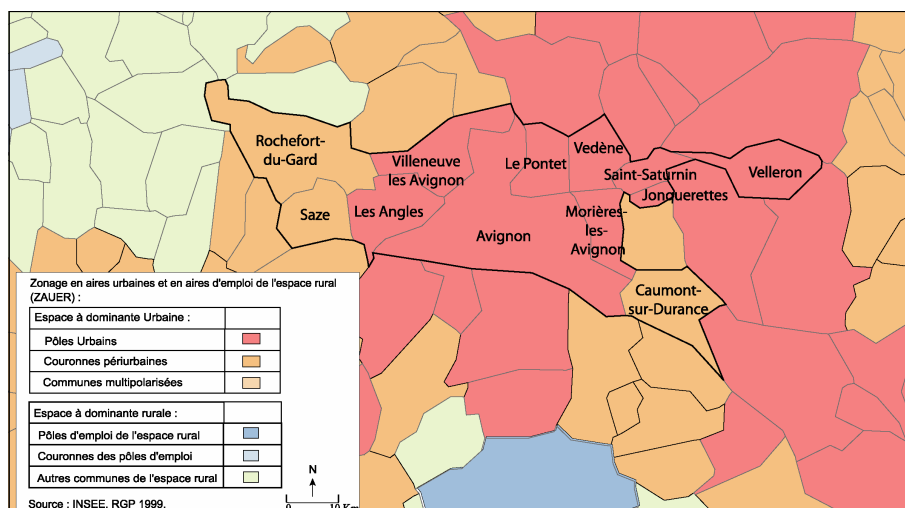 Rochefort-
du-Gard
Villeneuve
les Avignon
Le Pontet
Vedène
Saint-Saturnin
Velleron
Jonquerettes
Saze
Les Angles
Morières-
les-
Avignon
Avignon
Caumont-
sur-Durance
Zonage en aires urbaines et en aires d'emploi de l'espace rural
(ZAUER) :
Espace à dominante Urbaine :
Pôles Urbains
Couronnes périurbaines
Communes multipolarisées
Espace à dominante rurale :
Pôles d'emploi de l'espace rural
Couronnes des pôles d'emploi
Autres communes de l'espace rural
Source : INSEE, RGP 1999.
N
0 10 Km